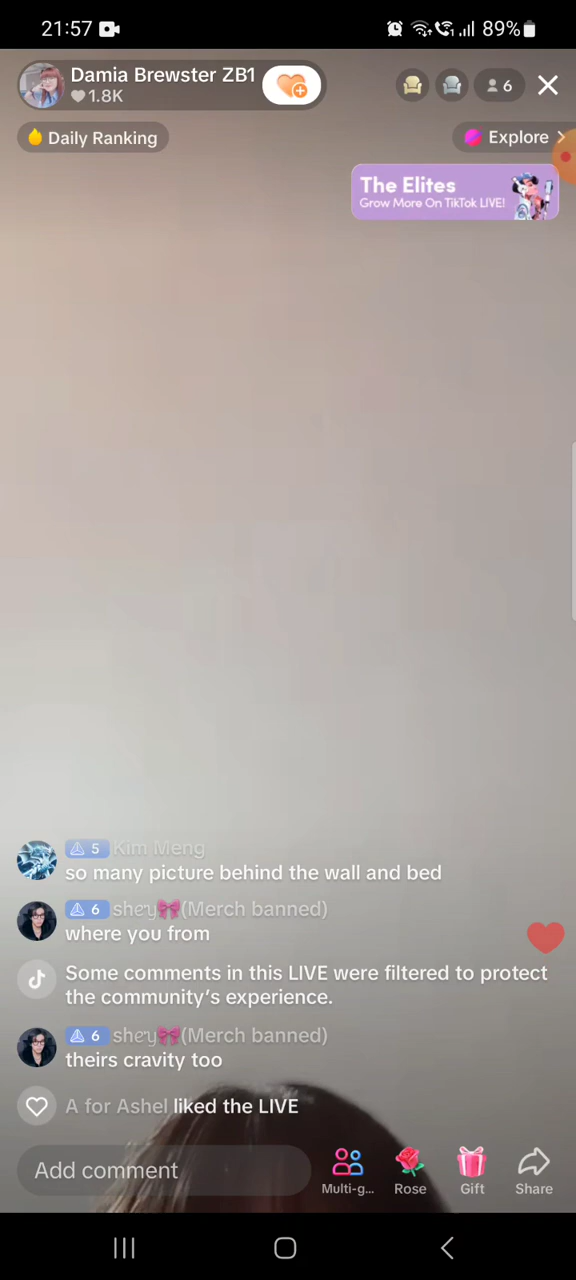 21:57
89%
Damia Brewster ZB1
1.8K
6
Daily Ranking
Explore
The Elites
Grow More On TikTok LIVE!
5 Kim Meng
so many picture behind the wall and bed
6 shey🎀(Merch banned)
where you from
Some comments in this LIVE were filtered to protect
the community's experience.
6 shey🎀(Merch banned)
theirs cravity too
A for Ashel liked the LIVE
Add comment
Multi-g...
Rose
Gift
Share